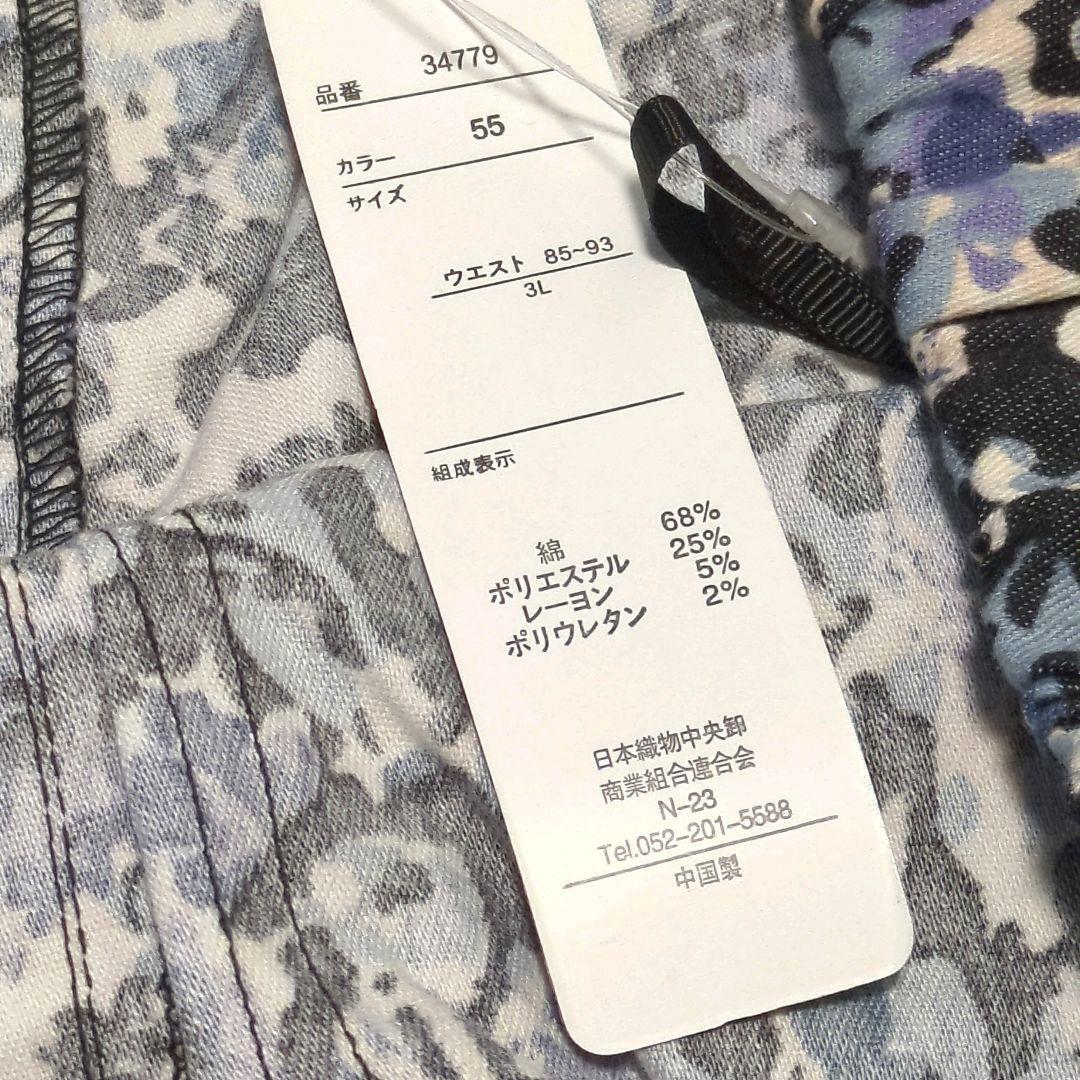 品番 34779
カラー 55
サイズ
ウエスト 85~93
3L
組成表示
綿 68%
ポリエステル 25%
レーヨン 5%
ポリウレタン 2%
日本織物中央卸
商業組合連合会
N-23
Tel.052-201-5588
中国製